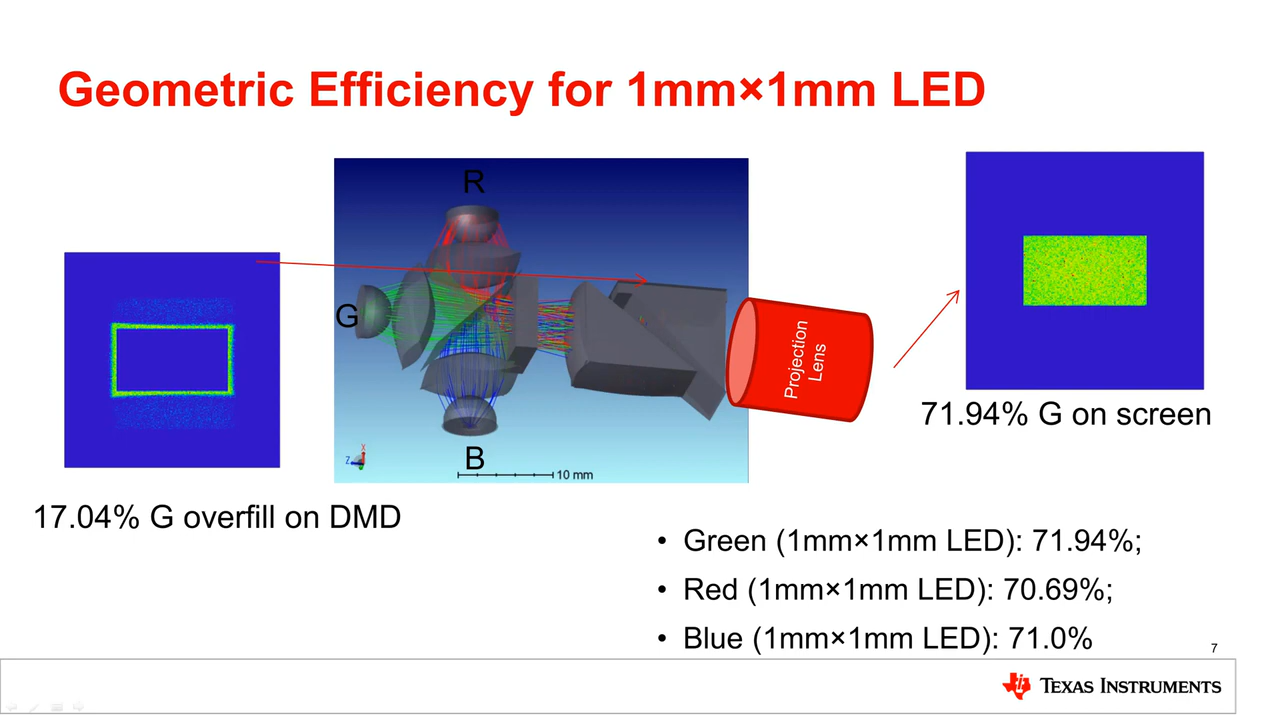 Geometric Efficiency for 1mm×1mm LED
R
G
B
X
Z
10 mm
Projection
Lens
71.94% G on screen
17.04% G overfill on DMD
• Green (1mm×1mm LED): 71.94%;
• Red (1mm×1mm LED): 70.69%;
• Blue (1mm×1mm LED): 71.0%
7
TEXAS INSTRUMENTS